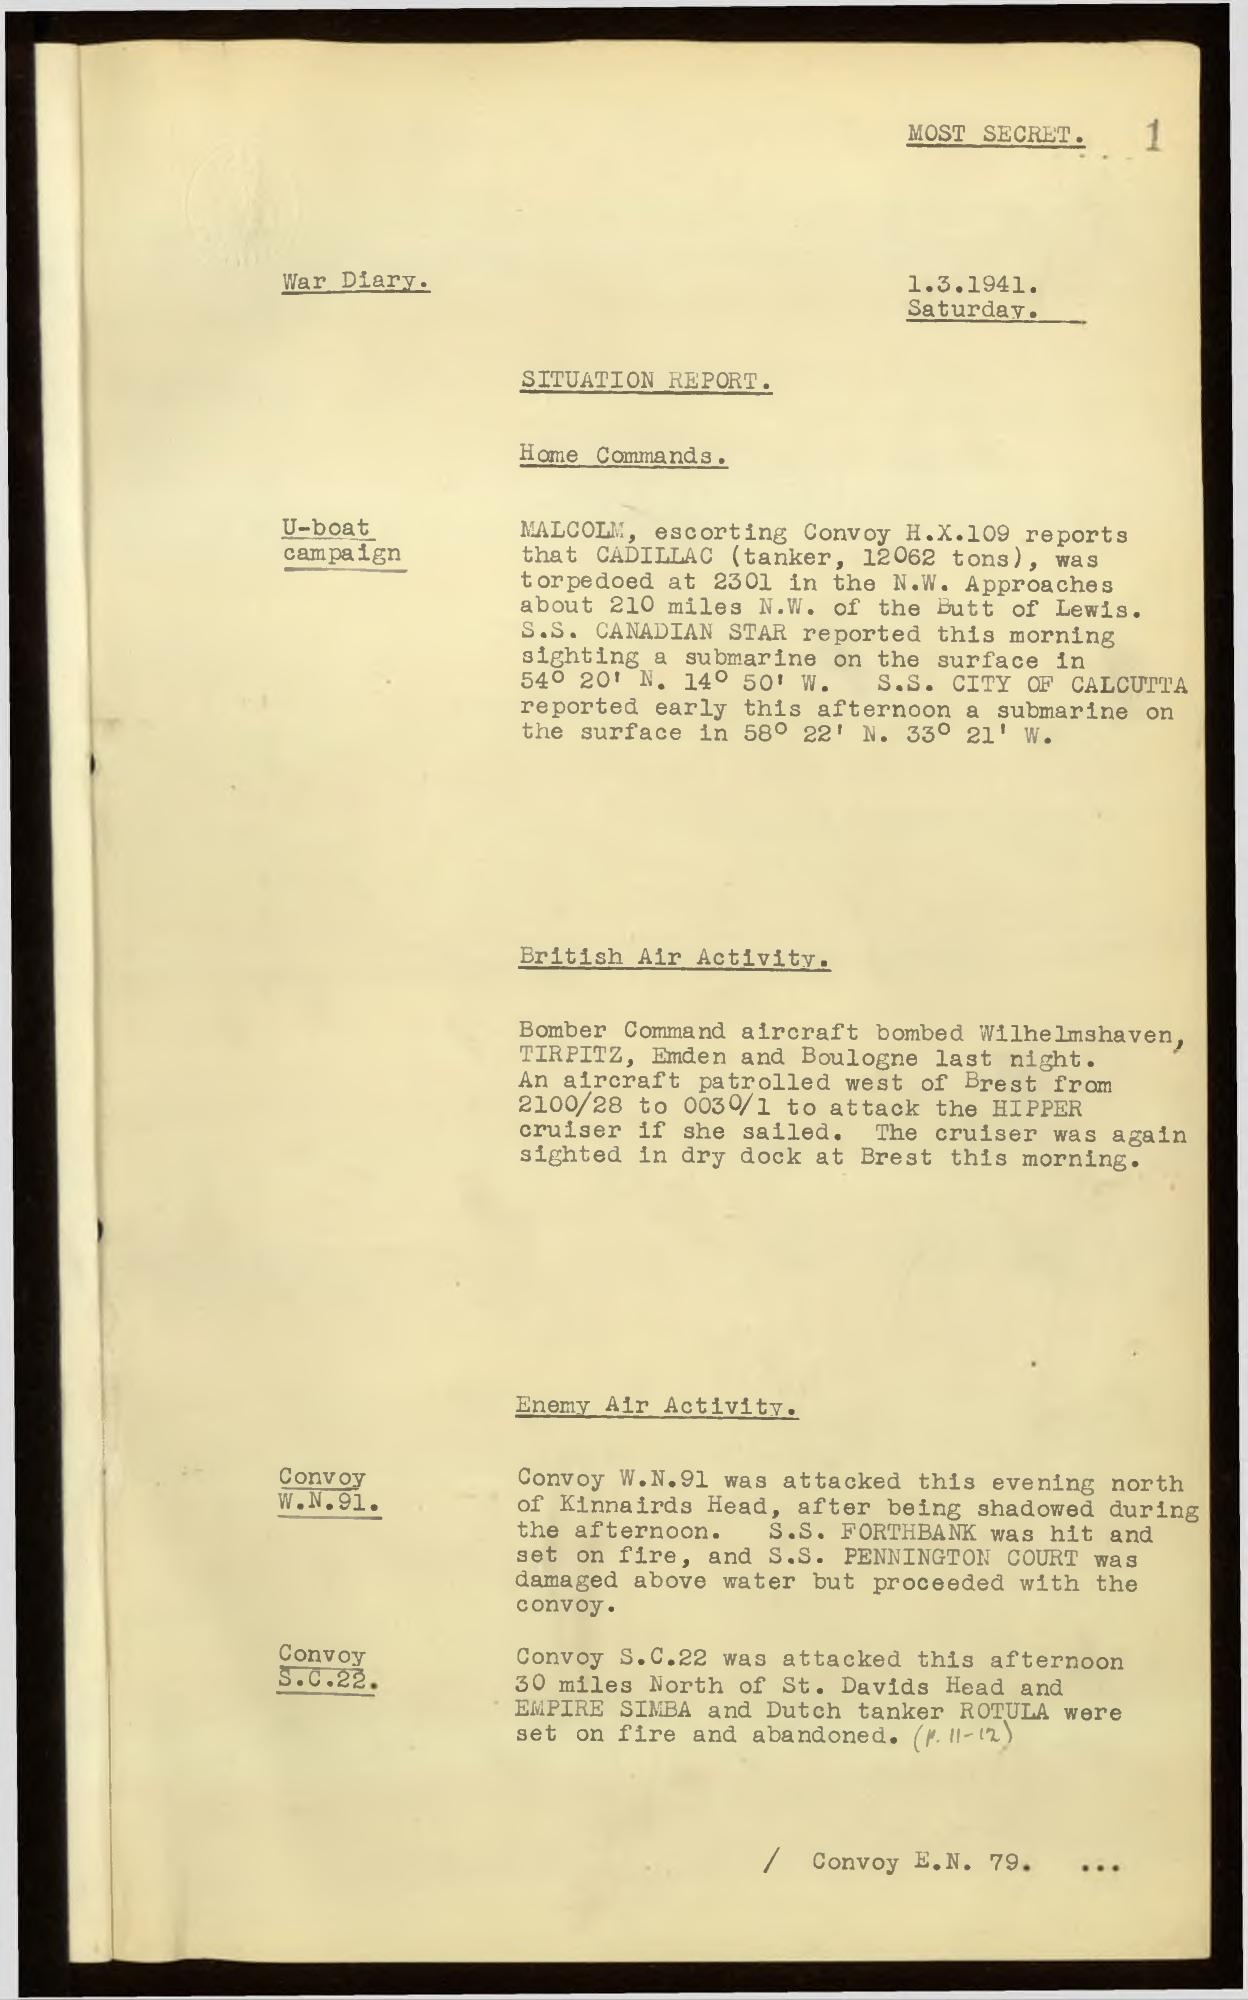 MOST SECRET. 1
War Diary.
1.3.1941.
Saturday.
SITUATION REPORT.
Home Commands.
U-boat
campaign
MALCOLM, escorting Convoy H.X.109 reports
that CADILLAC (tanker, 12062 tons), was
torpedoed at 2301 in the N.W. Approaches
about 210 miles N.W. of the Butt of Lewis.
S.S. CANADIAN STAR reported this morning
sighting a submarine on the surface in
54° 20' N. 14° 50' W. S.S. CITY OF CALCUTTA
reported early this afternoon a submarine on
the surface in 58° 22' N. 33° 21' W.
British Air Activity.
Bomber Command aircraft bombed Wilhelmshaven,
TIRPITZ, Emden and Boulogne last night.
An aircraft patrolled west of Brest from
2100/28 to 0030/1 to attack the HIPPER
cruiser if she sailed. The cruiser was again
sighted in dry dock at Brest this morning.
Enemy Air Activity.
Convoy
W.N.91.
Convoy W.N.91 was attacked this evening north
of Kinnairds Head, after being shadowed during
the afternoon. S.S. FORTHBANK was hit and
set on fire, and S.S. PENNINGTON COURT was
damaged above water but proceeded with the
convoy.
Convoy
S.C.22.
Convoy S.C.22 was attacked this afternoon
30 miles North of St. Davids Head and
EMPIRE SIMBA and Dutch tanker ROTULA were
set on fire and abandoned. (p. 11-12)
/ Convoy E.N. 79. ...